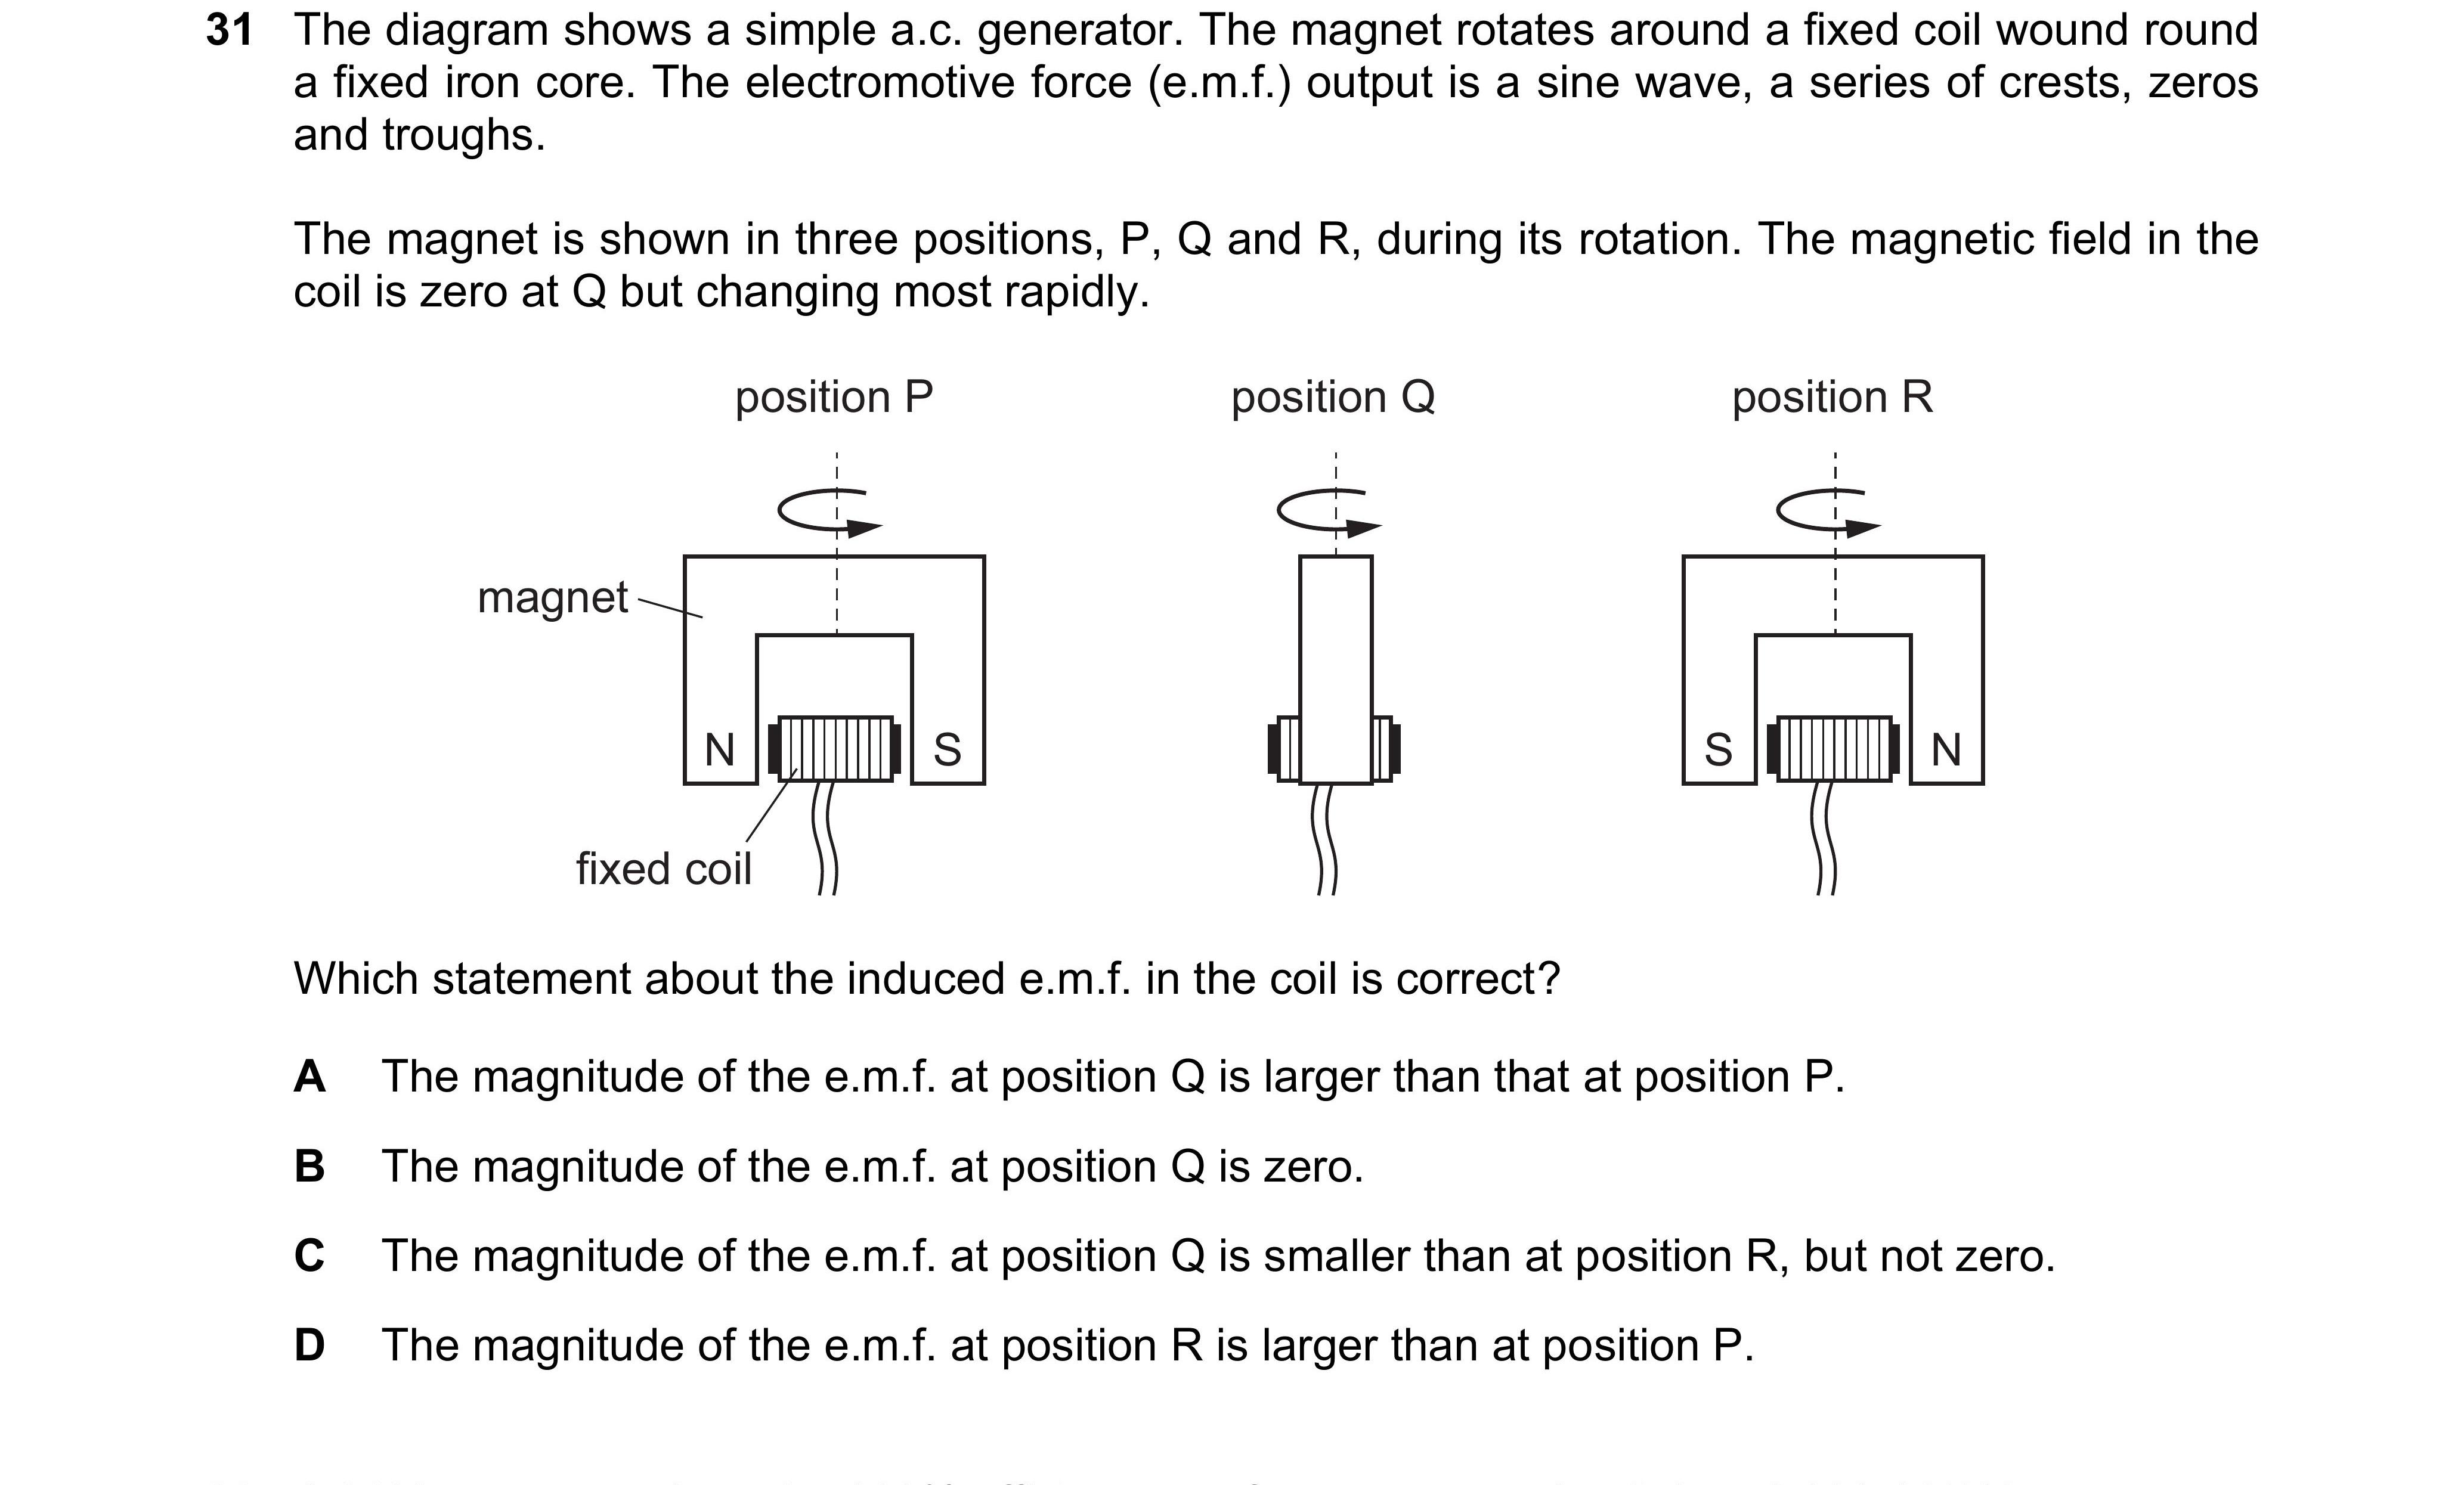 31 The diagram shows a simple a.c. generator. The magnet rotates around a fixed coil wound round
a fixed iron core. The electromotive force (e.m.f.) output is a sine wave, a series of crests, zeros
and troughs.
The magnet is shown in three positions, P, Q and R, during its rotation. The magnetic field in the
coil is zero at Q but changing most rapidly.
position P position Q position R
magnet
N S S N
fixed coil
Which statement about the induced e.m.f. in the coil is correct?
A The magnitude of the e.m.f. at position Q is larger than that at position P.
B The magnitude of the e.m.f. at position Q is zero.
C The magnitude of the e.m.f. at position Q is smaller than at position R, but not zero.
D The magnitude of the e.m.f. at position R is larger than at position P.